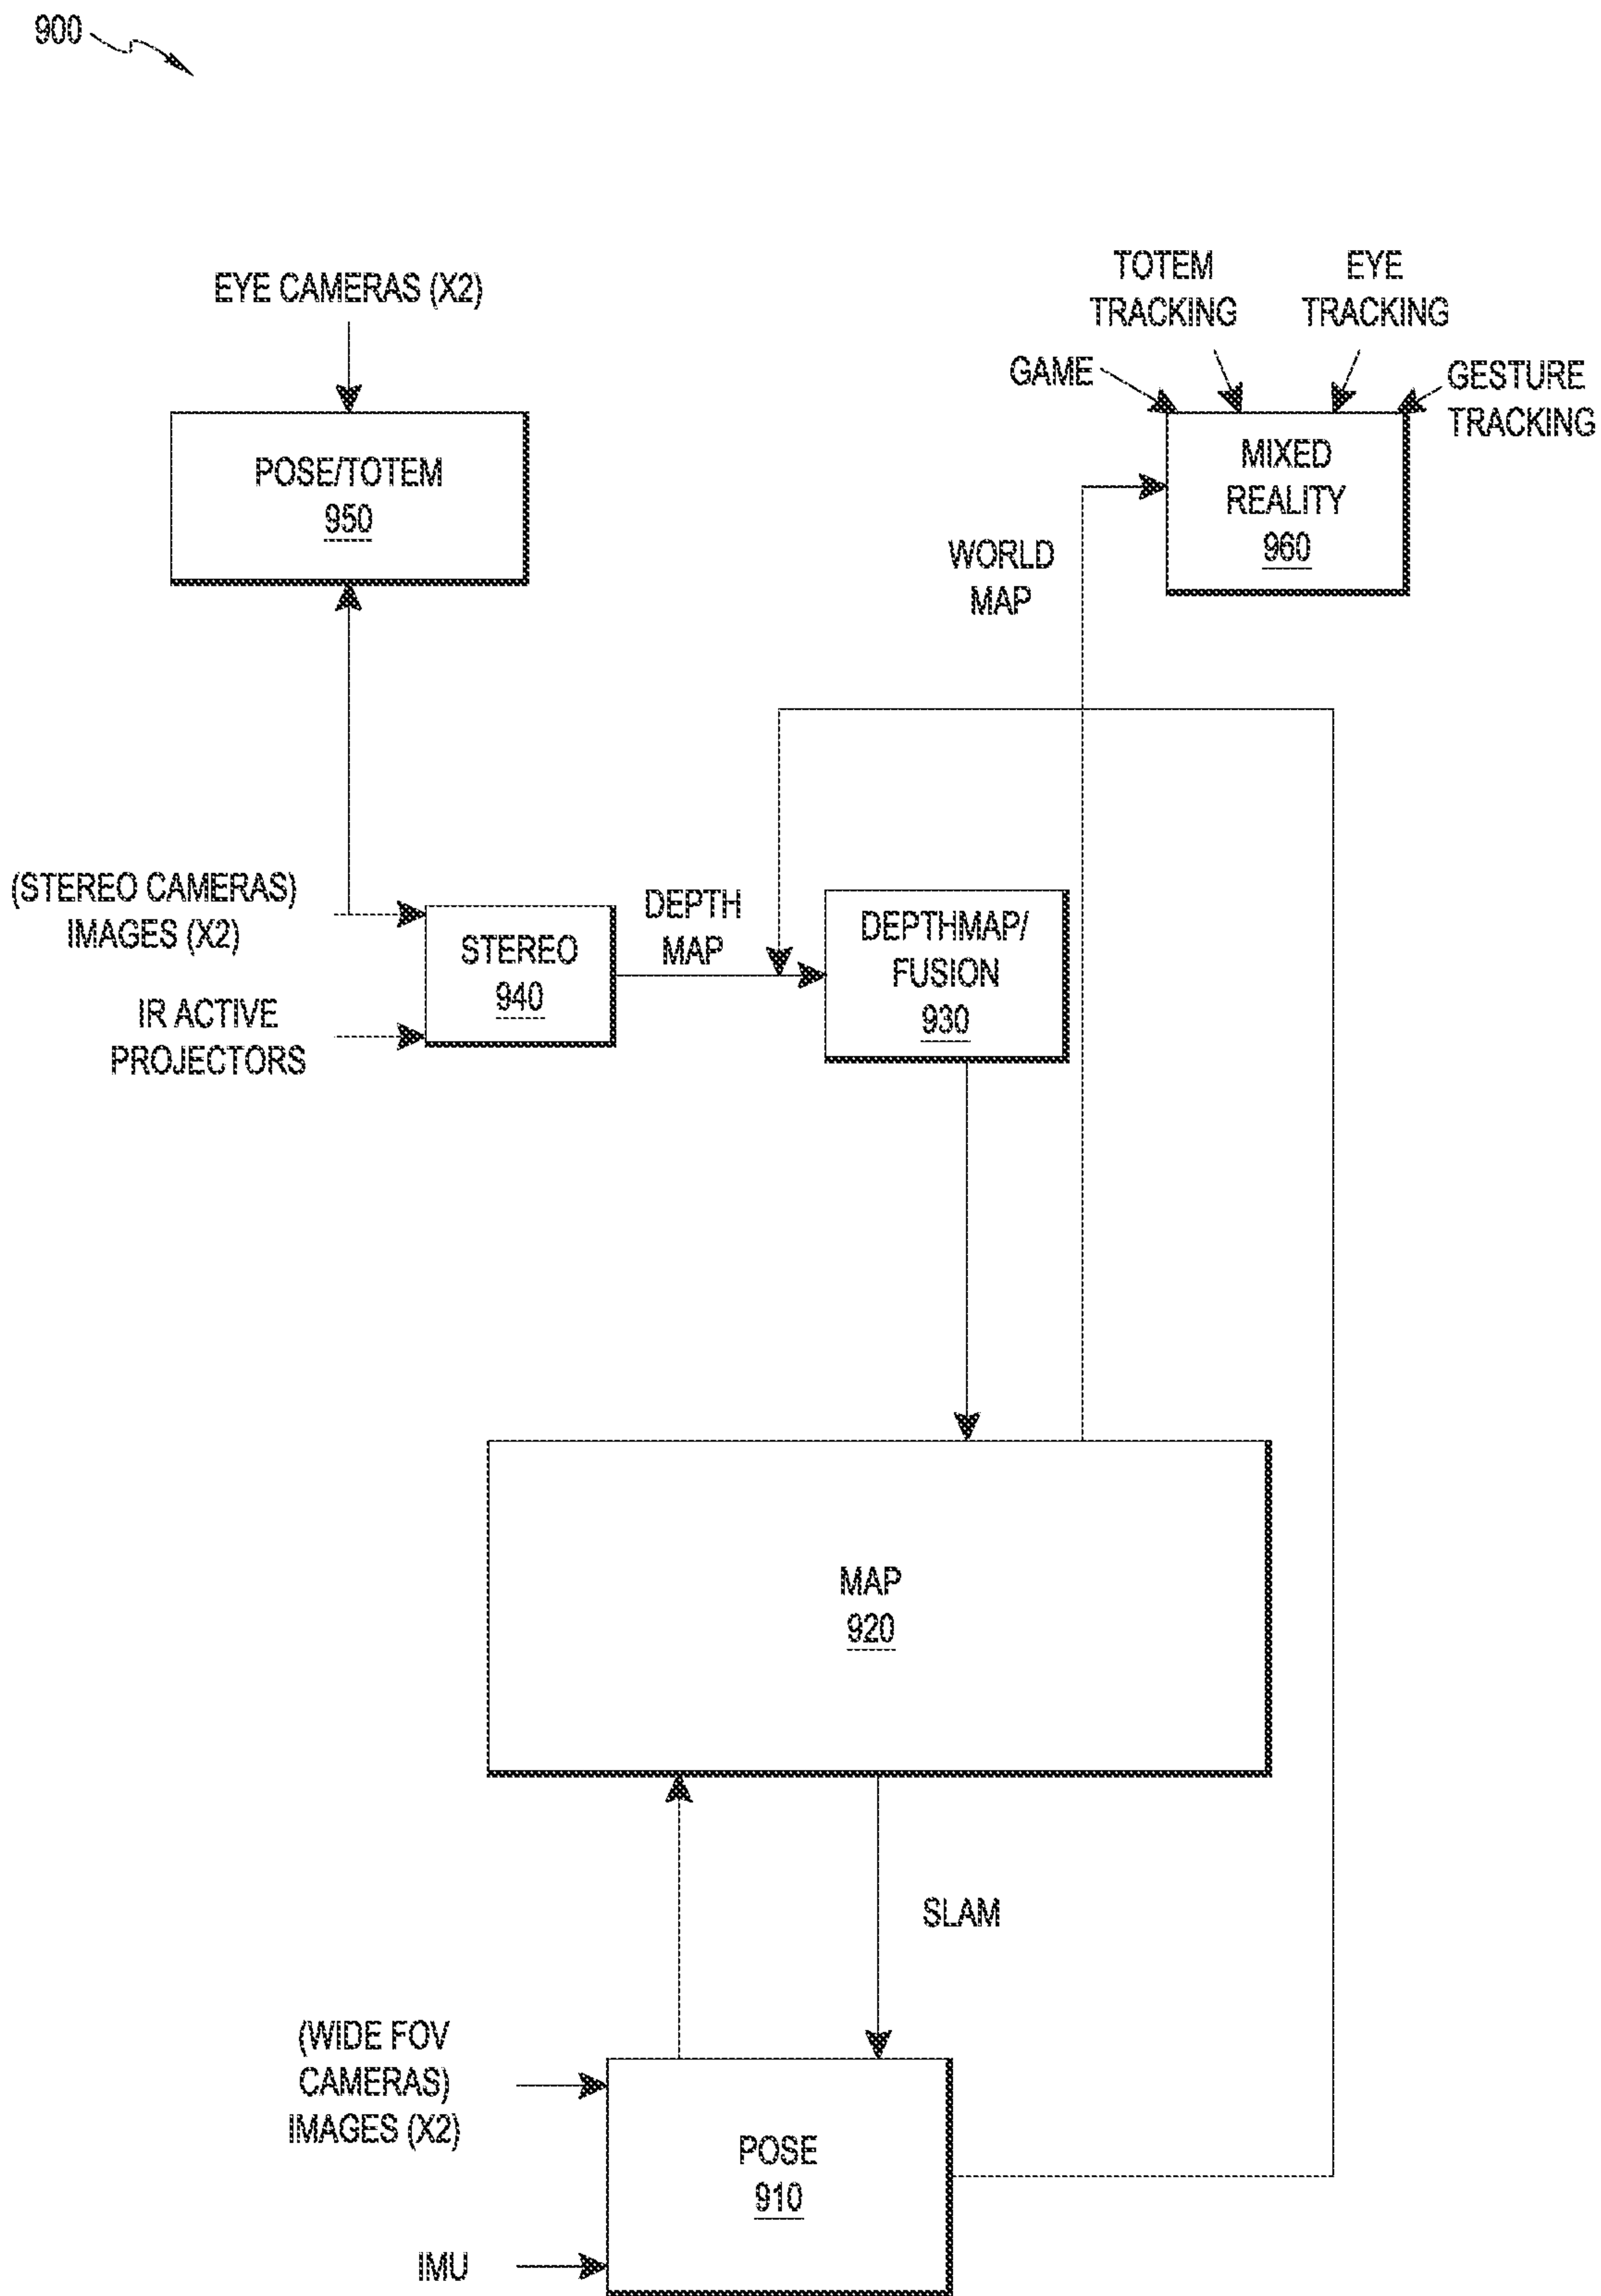 900
EYE CAMERAS (X2)
TOTEM
TRACKING
EYE
TRACKING
GAME
GESTURE
TRACKING
POSE/TOTEM
950
MIXED
REALITY
960
WORLD
MAP
(STEREO CAMERAS)
IMAGES (X2)
IR ACTIVE
PROJECTORS
STEREO
940
DEPTH
MAP
DEPTHMAP/
FUSION
930
MAP
920
SLAM
(WIDE FOV
CAMERAS)
IMAGES (X2)
IMU
POSE
910